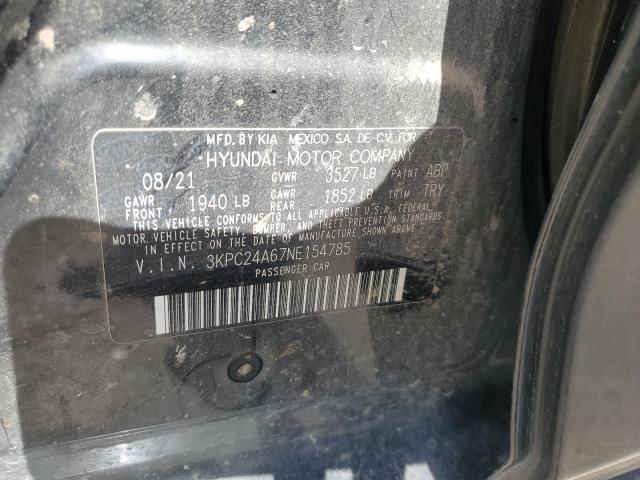 MFD. BY KIA MEXICO S.A. DE C.V. FOR
HYUNDAI MOTOR COMPANY
08/21 GVWR 3527 LB PAINT ABP
GAWR FRONT 1940 LB GAWR REAR 1852 LB TRIM TRY
THIS VEHICLE CONFORMS TO ALL APPLICABLE U.S.A. FEDERAL
MOTOR VEHICLE SAFETY, BUMPER, AND THEFT PREVENTION STANDARDS
IN EFFECT ON THE DATE OF MANUFACTURE SHOWN ABOVE.
V.I.N. 3KPC24A67NE154785
PASSENGER CAR